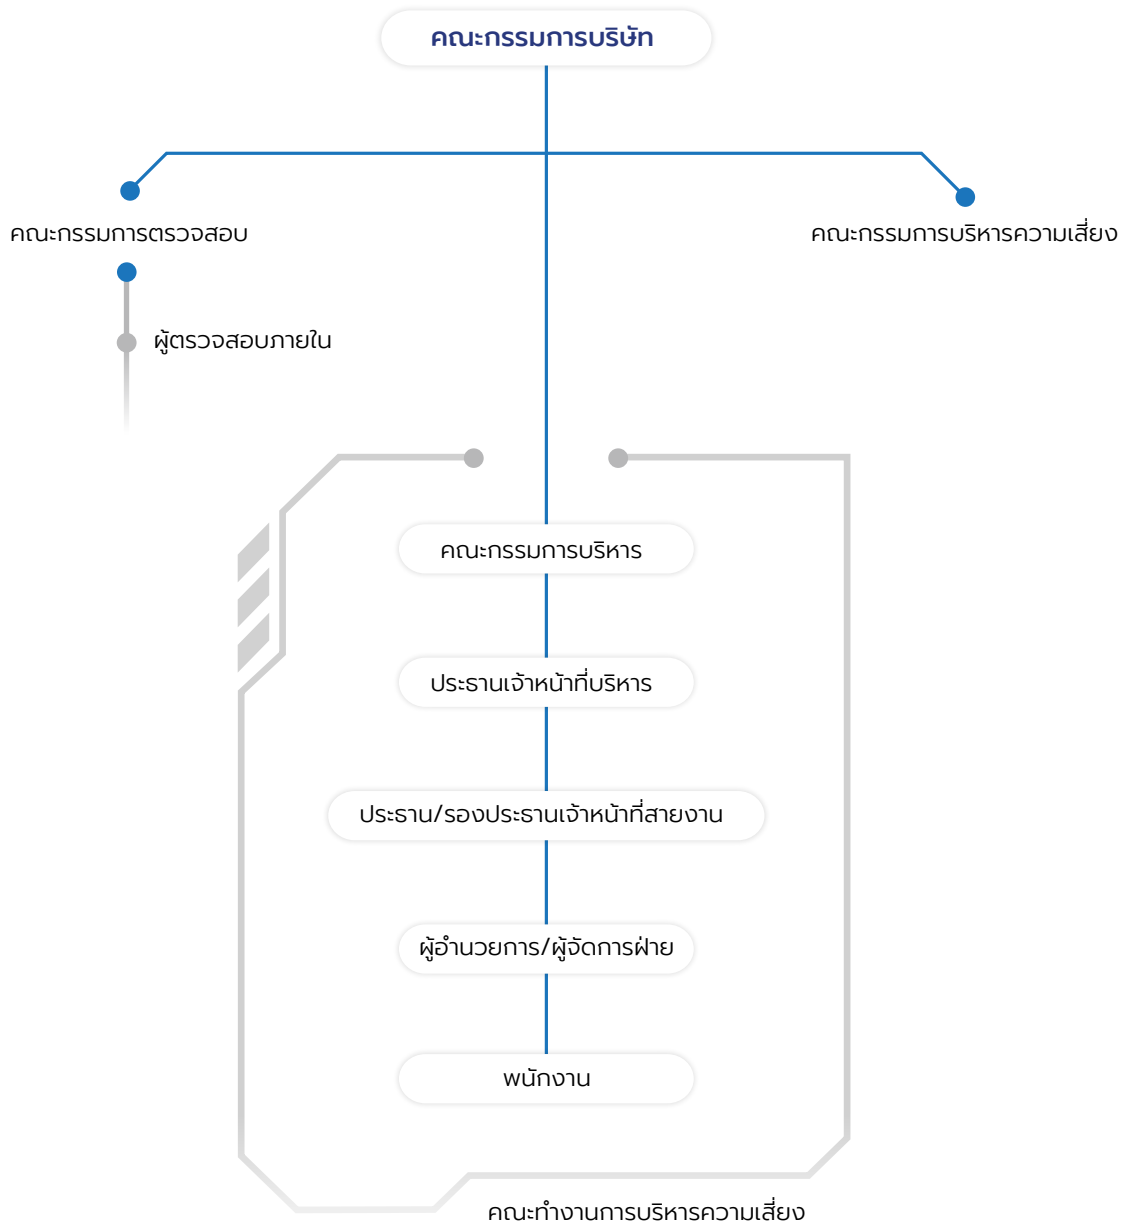 คณะกรรมการบริษัท
คณะกรรมการตรวจสอบ
คณะกรรมการบริหารความเสี่ยง
ผู้ตรวจสอบภายใน
คณะกรรมการบริหาร
ประธานเจ้าหน้าที่บริหาร
ประธาน/รองประธานเจ้าหน้าที่สายงาน
ผู้อำนวยการ/ผู้จัดการฝ่าย
พนักงาน
คณะทำงานการบริหารความเสี่ยง